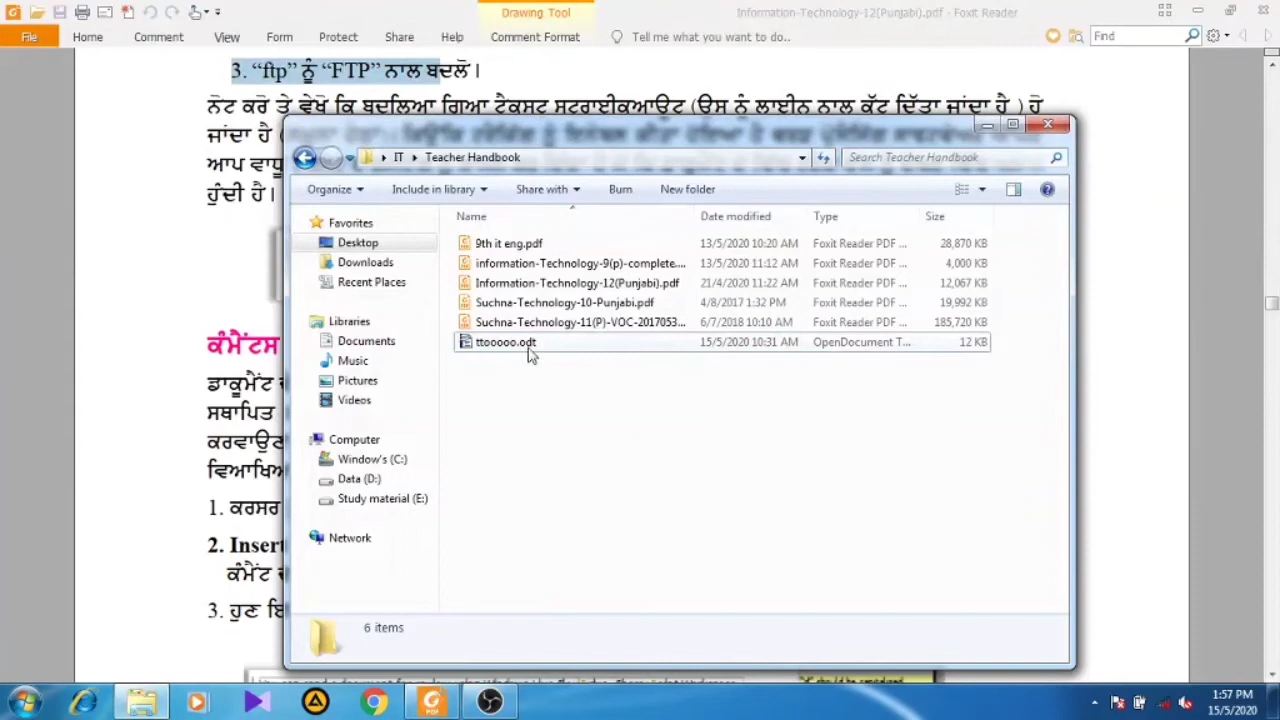 Drawing Tool
Information-Technology-12(Punjabi).pdf - Foxit Reader
File Home Comment View Form Protect Share Help Comment Format Tell me what you want to do.. Find
3. “ftp” ਨੂੰ “FTP” ਨਾਲ ਬਦਲੋ ।
ਨੋਟ ਕਰੋ ਤੇ ਵੇਖੋ ਕਿ ਬਦਲਿਆ ਗਿਆ ਟੈਕਸਟ ਸਟਰਾਈਕਆਊਟ (ਉਸ ਨੂੰ ਲਾਈਨ ਨਾਲ ਕੱਟ ਦਿੱਤਾ ਜਾਂਦਾ ਹੈ ) ਹੋ
ਜਾਂਦਾ ਹੈ
ਆਪ ਵਾਧੂ
ਹੁੰਦੀ ਹੈ।
IT Teacher Handbook Search Teacher Handbook
Organize Include in library Share with Burn New folder
Name Date modified Type Size
Favorites
Desktop
Downloads
Recent Places
Libraries
Documents
Music
Pictures
Videos
Computer
Window's (C:)
Data (D:)
Study material (E:)
Network
9th it eng.pdf 13/5/2020 10:20 AM Foxit Reader PDF ... 28,870 KB
information-Technology-9(p)-complete.... 13/5/2020 11:12 AM Foxit Reader PDF ... 4,000 KB
Information-Technology-12(Punjabi).pdf 21/4/2020 11:22 AM Foxit Reader PDF ... 12,067 KB
Suchna-Technology-10-Punjabi.pdf 4/8/2017 1:32 PM Foxit Reader PDF ... 19,992 KB
Suchna-Technology-11(P)-VOC-2017053... 6/7/2018 10:10 AM Foxit Reader PDF ... 185,720 KB
ttooooo.odt 15/5/2020 10:31 AM OpenDocument T... 12 KB
6 items
ਕੰਮੈਂਟਸ
ਡਾਕੂਮੈਂਟ
ਸਥਾਪਿਤ
ਕਰਵਾਉਣ
1. ਕਰਸਰ
2. Insert
ਕੰਮੈਂਟ
3. ਹੁਣ
1:57 PM
15/5/2020